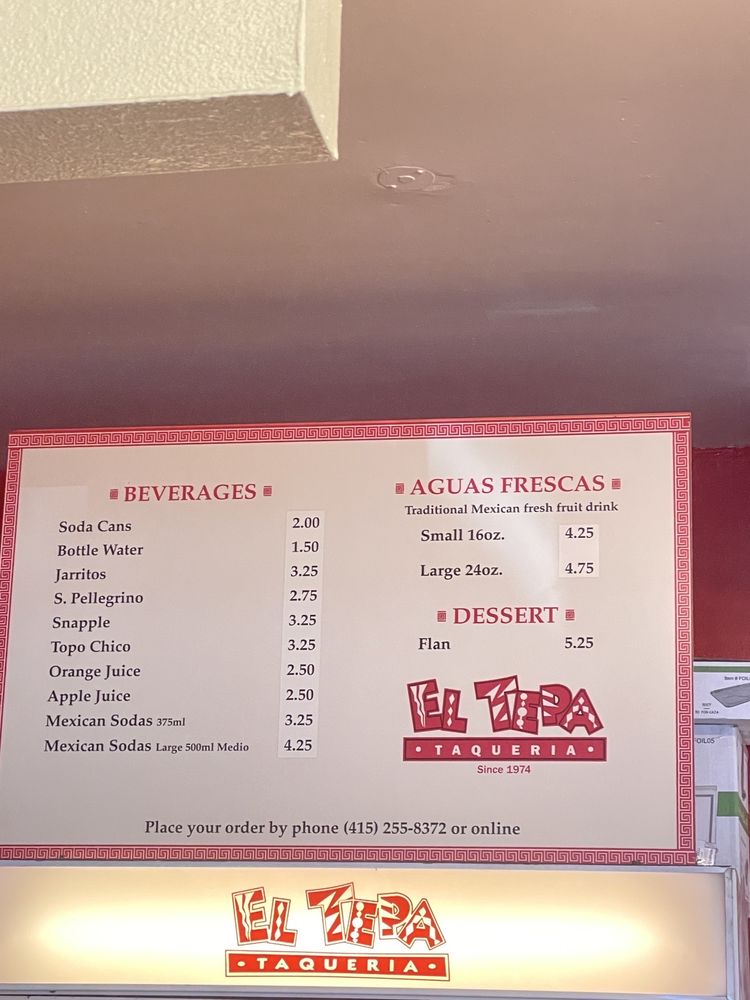 BEVERAGES
Soda Cans 2.00
Bottle Water 1.50
Jarritos 3.25
S. Pellegrino 2.75
Snapple 3.25
Topo Chico 3.25
Orange Juice 2.50
Apple Juice 2.50
Mexican Sodas 375ml 3.25
Mexican Sodas Large 500ml Medio 4.25
AGUAS FRESCAS
Traditional Mexican fresh fruit drink
Small 16oz. 4.25
Large 24oz. 4.75
DESSERT
Flan 5.25
EL TEPA
• TAQUERIA •
Since 1974
Place your order by phone (415) 255-8372 or online
EL TEPA
• TAQUERIA •